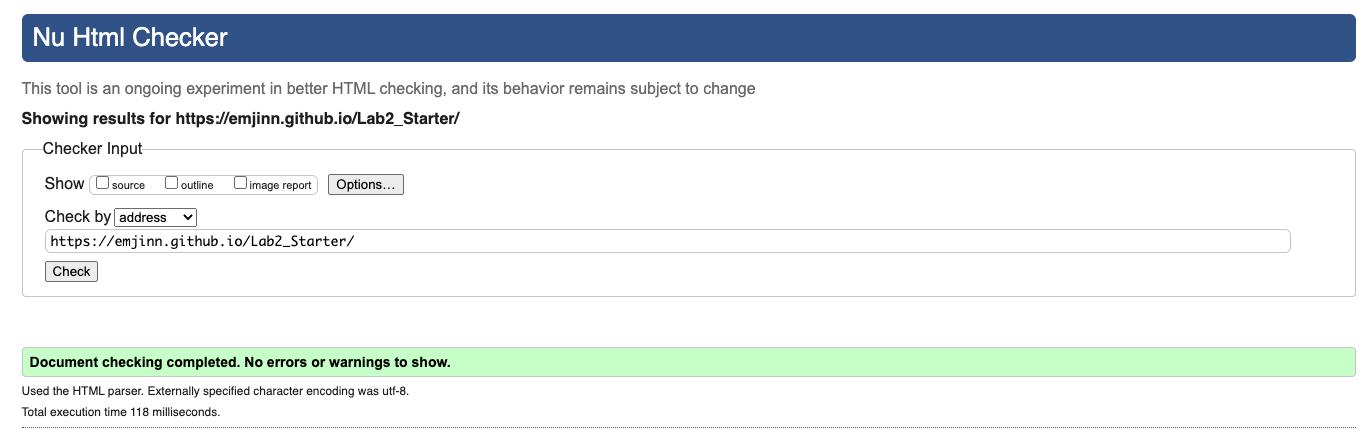 Nu Html Checker
This tool is an ongoing experiment in better HTML checking, and its behavior remains subject to change
Showing results for https://emjinn.github.io/Lab2_Starter/
Checker Input
Show source outline image report Options...
Check by address
https://emjinn.github.io/Lab2_Starter/
Check
Document checking completed. No errors or warnings to show.
Used the HTML parser. Externally specified character encoding was utf-8.
Total execution time 118 milliseconds.